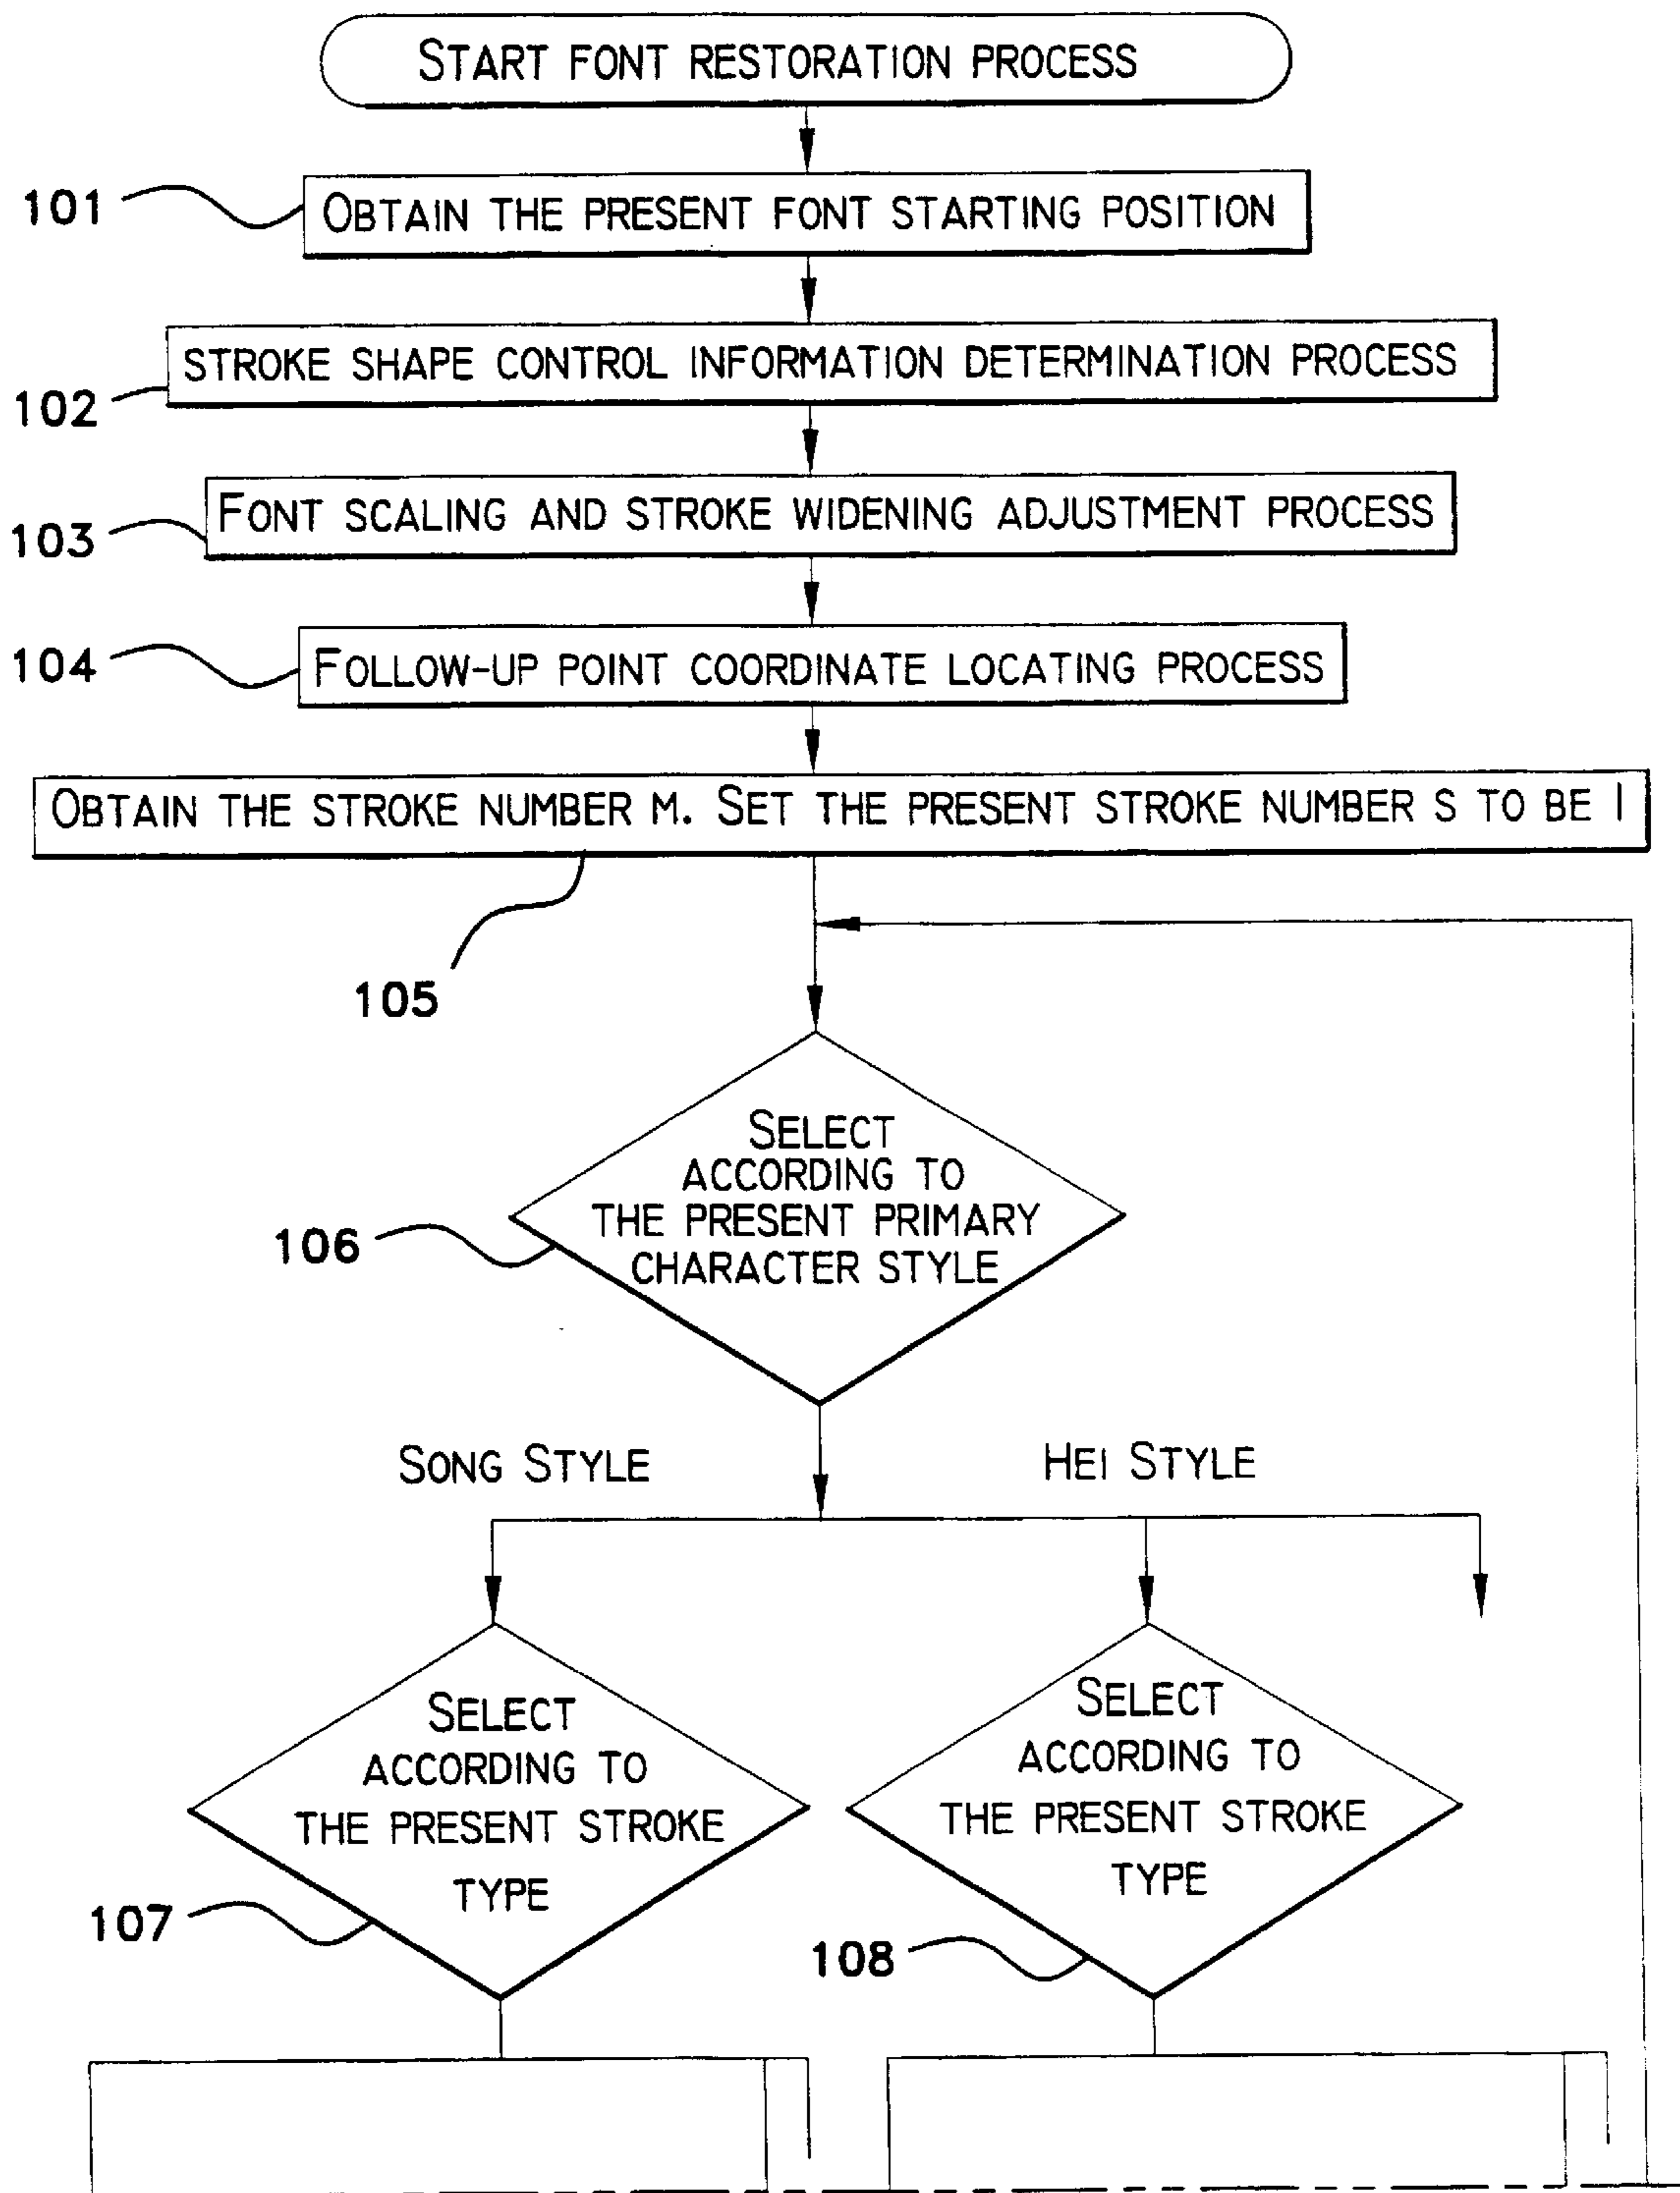 START FONT RESTORATION PROCESS
101
OBTAIN THE PRESENT FONT STARTING POSITION
STROKE SHAPE CONTROL INFORMATION DETERMINATION PROCESS
102
FONT SCALING AND STROKE WIDENING ADJUSTMENT PROCESS
103
104
FOLLOW-UP POINT COORDINATE LOCATING PROCESS
OBTAIN THE STROKE NUMBER M. SET THE PRESENT STROKE NUMBER S TO BE 1
105
SELECT
ACCORDING TO
THE PRESENT PRIMARY
CHARACTER STYLE
106
SONG STYLE
HEI STYLE
SELECT
ACCORDING TO
THE PRESENT STROKE
TYPE
107
SELECT
ACCORDING TO
THE PRESENT STROKE
TYPE
108